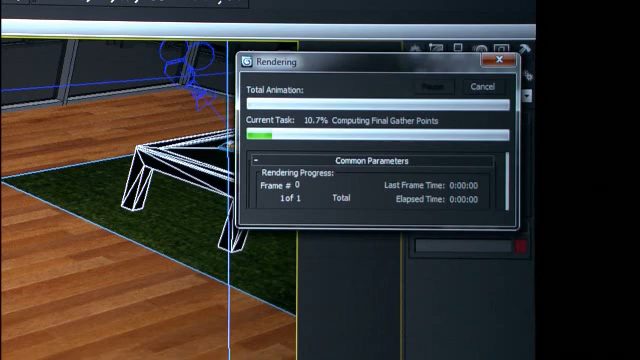 Rendering
Total Animation:
Pause
Cancel
Current Task: 10.7% Computing Final Gather Points
- Common Parameters
Rendering Progress:
Frame # 0
Last Frame Time: 0:00:00
1 of 1 Total
Elapsed Time: 0:00:00